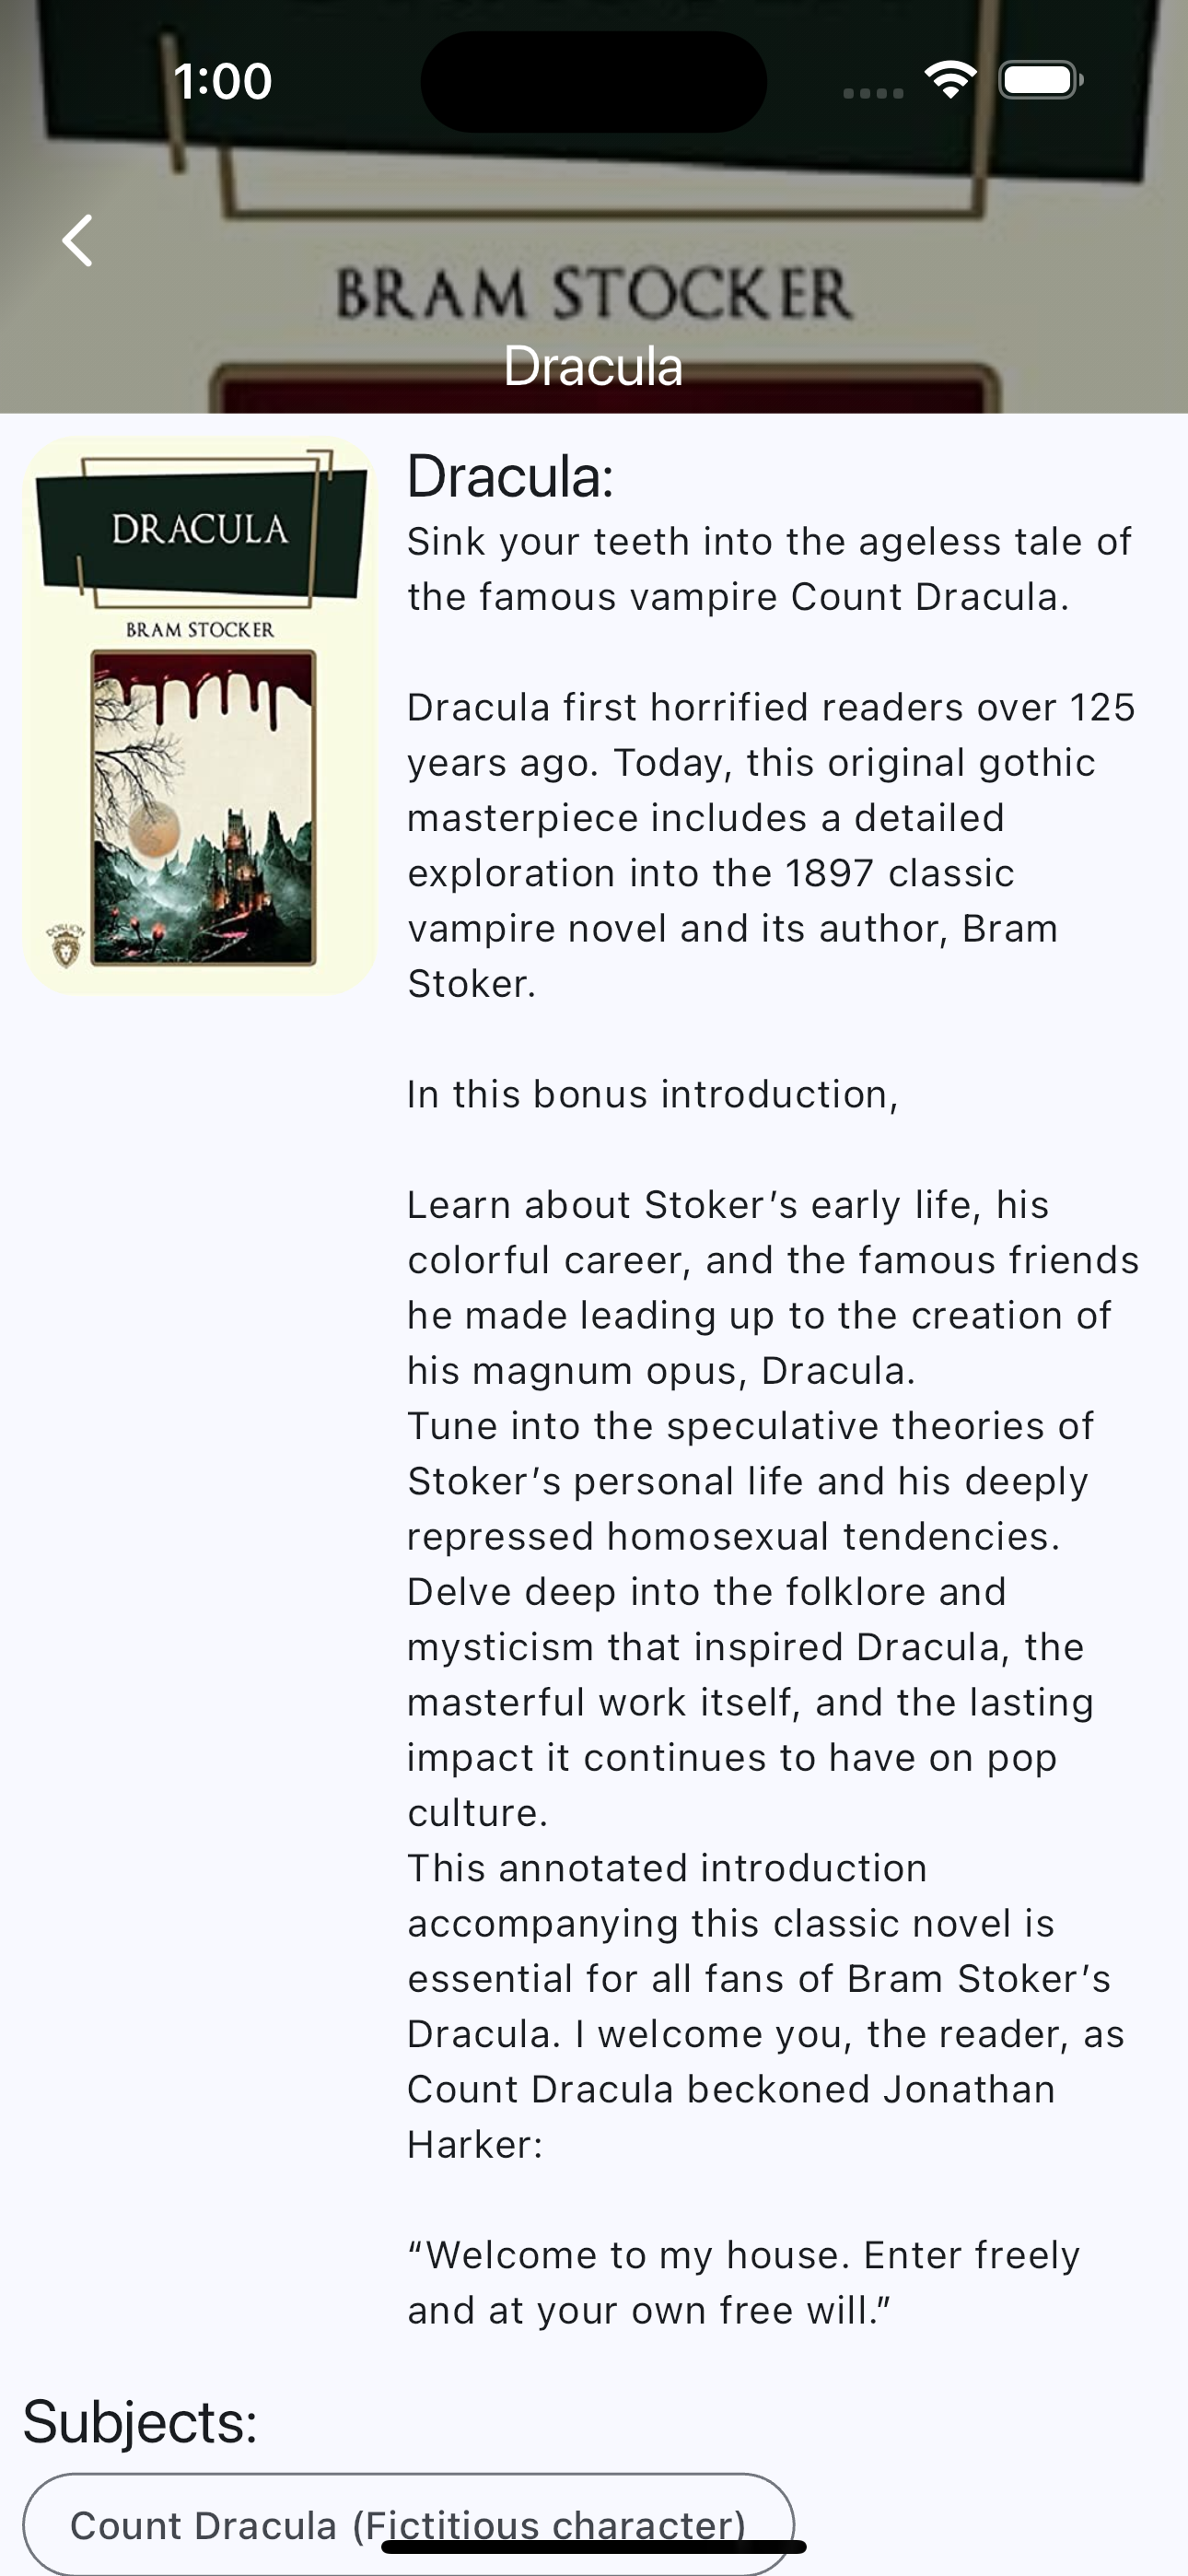 1:00
BRAM STOCKER
Dracula
DRACULA
BRAM STOCKER
DORLION
Dracula:
Sink your teeth into the ageless tale of
the famous vampire Count Dracula.
Dracula first horrified readers over 125
years ago. Today, this original gothic
masterpiece includes a detailed
exploration into the 1897 classic
vampire novel and its author, Bram
Stoker.
In this bonus introduction,
Learn about Stoker’s early life, his
colorful career, and the famous friends
he made leading up to the creation of
his magnum opus, Dracula.
Tune into the speculative theories of
Stoker’s personal life and his deeply
repressed homosexual tendencies.
Delve deep into the folklore and
mysticism that inspired Dracula, the
masterful work itself, and the lasting
impact it continues to have on pop
culture.
This annotated introduction
accompanying this classic novel is
essential for all fans of Bram Stoker’s
Dracula. I welcome you, the reader, as
Count Dracula beckoned Jonathan
Harker:
“Welcome to my house. Enter freely
and at your own free will.”
Subjects:
Count Dracula (Fictitious character)